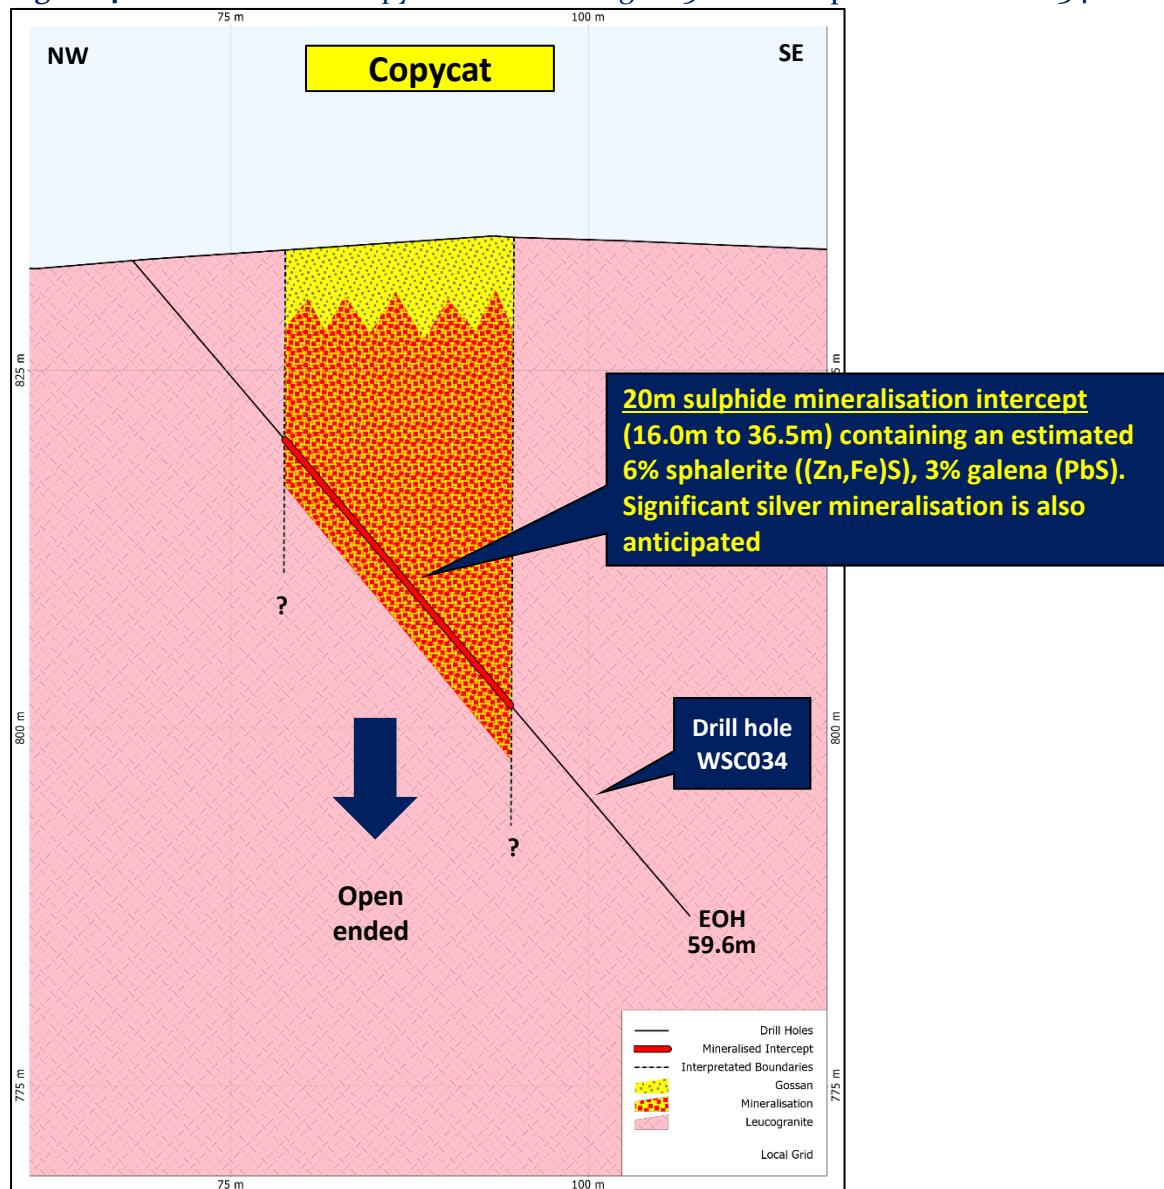 75 m
100 m
NW
Copycat
SE
825 m
20m sulphide mineralisation intercept
(16.0m to 36.5m) containing an estimated
6% sphalerite ((Zn,Fe)S), 3% galena (PbS).
Significant silver mineralisation is also
anticipated
?
800 m
800 m
Drill hole
WSC034
?
Open
ended
EOH
59.6m
Drill Holes
Mineralised Intercept
Interpretated Boundaries
Gossan
Mineralisation
Leucogranite
Local Grid
775 m
775 m
75 m
100 m